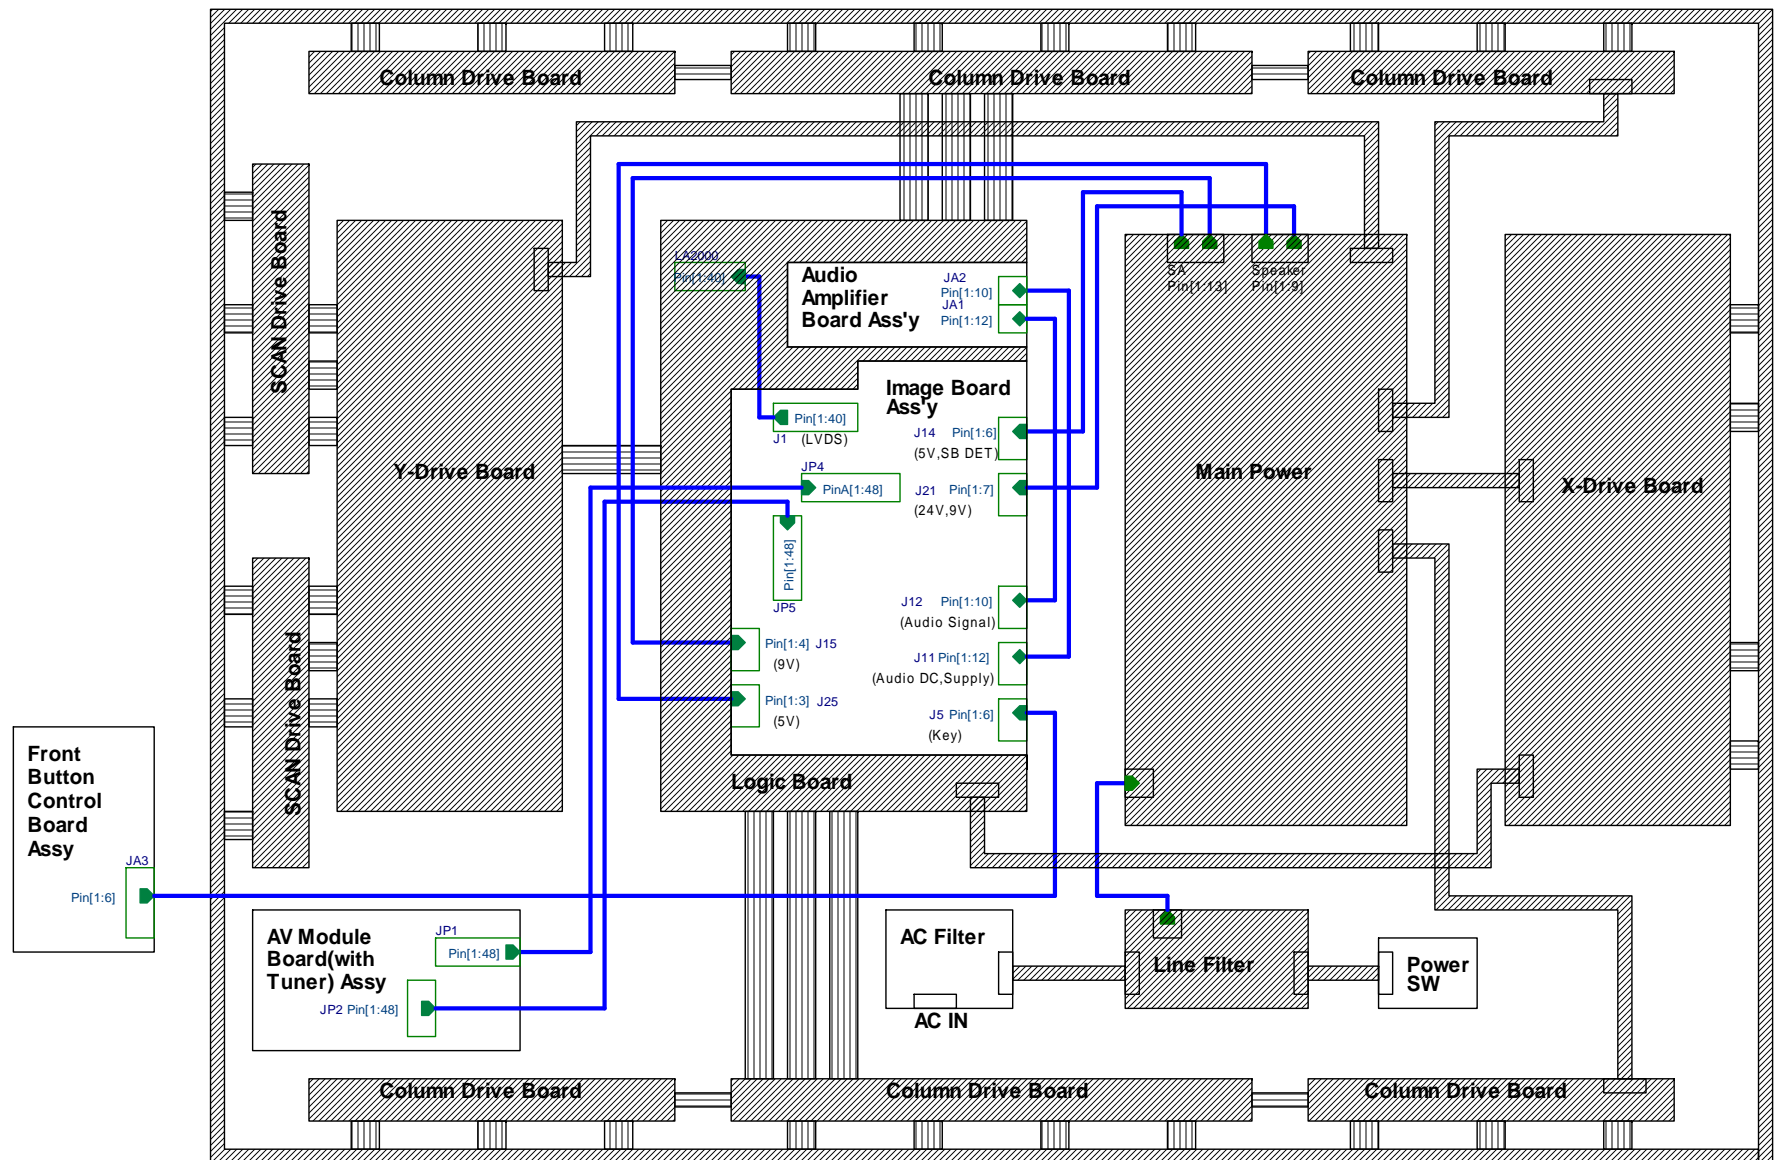 Column Drive Board
Column Drive Board
Column Drive Board
SCAN Drive Board
LA2000
Pin[1:40]
Audio
Amplifier
Board Ass'y
JA2
Pin[1:10]
JA1
Pin[1:12]
SA
Pin[1:13]
Speaker
Pin[1:9]
Image Board
Ass'y
Pin[1:40]
J1 (LVDS)
J14 Pin[1:6]
(5V,SB DET)
JP4
PinA[1:48]
J21 Pin[1:7]
(24V,9V)
Y-Drive Board
Main Power
X-Drive Board
Pin[1:48]
JP5
J12 Pin[1:10]
(Audio Signal)
Pin[1:4] J15
(9V)
J11 Pin[1:12]
(Audio DC,Supply)
Pin[1:3] J25
(5V)
J5 Pin[1:6]
(Key)
SCAN Drive Board
Logic Board
Front
Button
Control
Board
Assy
JA3
Pin[1:6]
AV Module
Board(with
Tuner) Assy
JP1
Pin[1:48]
JP2 Pin[1:48]
AC Filter
AC IN
Line Filter
Power
SW
Column Drive Board
Column Drive Board
Column Drive Board